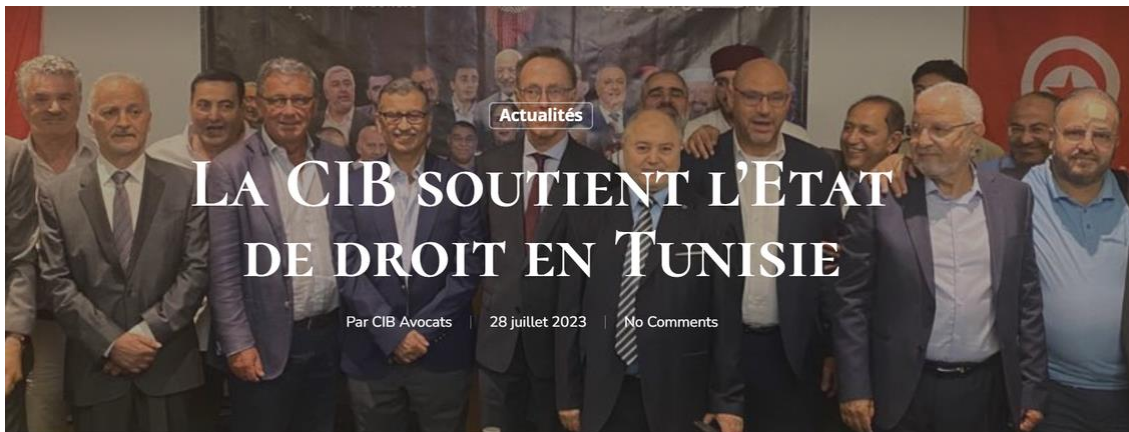 Actualités
La CIB soutient l'Etat
de droit en Tunisie
Par CIB Avocats | 28 juillet 2023 | No Comments